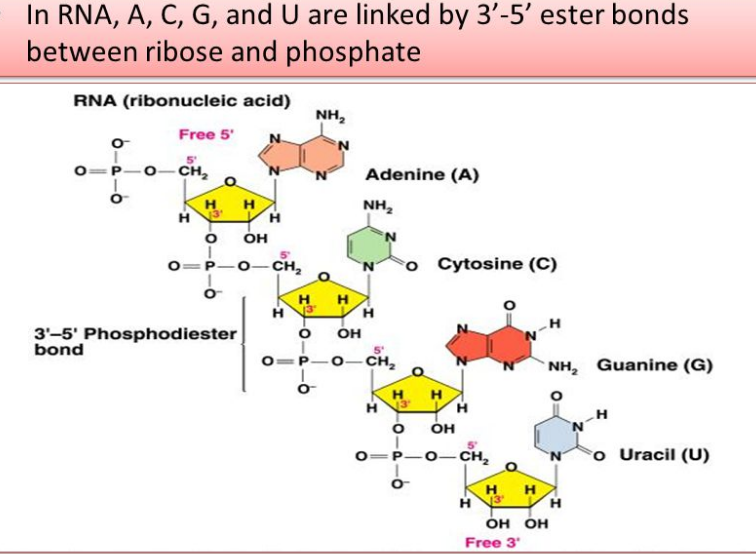 In RNA, A, C, G, and U are linked by 3’-5’ ester bonds
between ribose and phosphate
RNA (ribonucleic acid)
NH₂
Free 5'
N
N
N
N
O⁻
O=P—O—CH₂
5'
O⁻
O
Adenine (A)
H
H
H
H
3'
O
OH
NH₂
N
N
O
Cytosine (C)
O=P—O—CH₂
5'
O⁻
O
H
H
H
H
3'
O
OH
3'–5' Phosphodiester
bond
O
N
H
N
N
N
NH₂
Guanine (G)
O=P—O—CH₂
5'
O⁻
O
H
H
H
H
3'
O
OH
O
H
N
N
O
Uracil (U)
O=P—O—CH₂
5'
O⁻
O
H
H
H
H
3'
OH OH
Free 3'